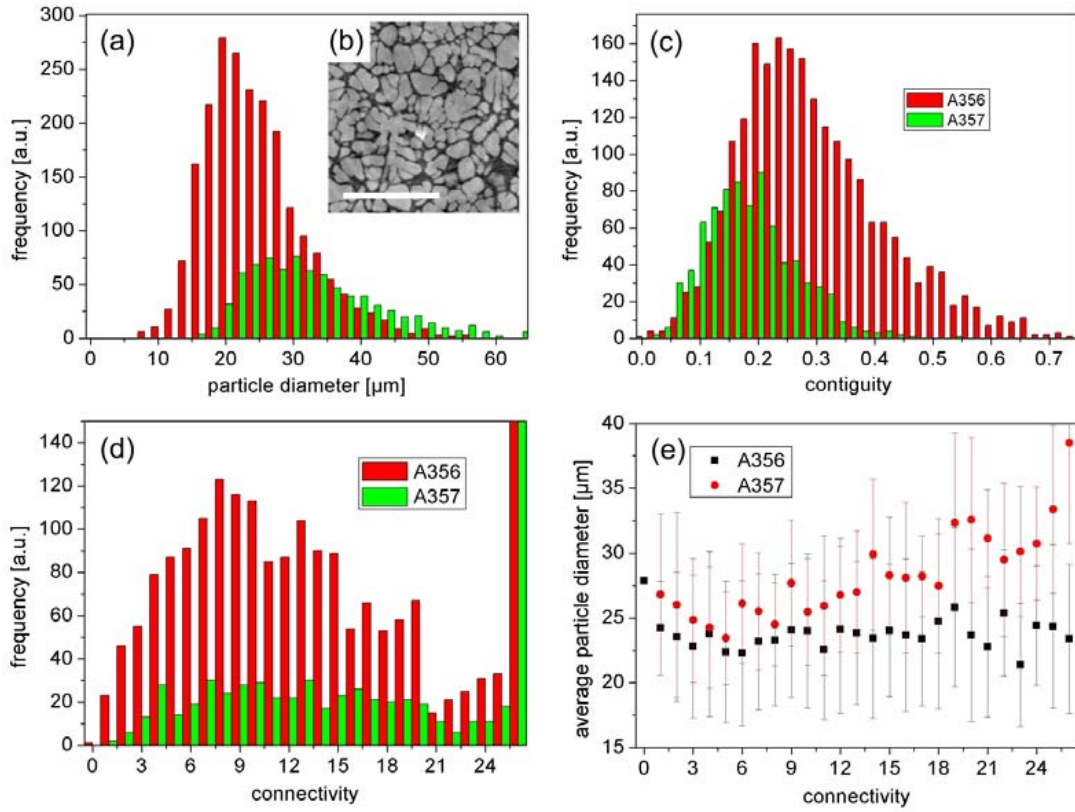 (a)
(b)
300
250
200
150
100
50
0
frequency [a.u.]
0 10 20 30 40 50 60
particle diameter [µm]
(c)
160
140
120
100
80
60
40
20
0
frequency [a.u.]
A356
A357
0.0 0.1 0.2 0.3 0.4 0.5 0.6 0.7
contiguity
(d)
140
120
100
80
60
40
20
0
frequency [a.u.]
A356
A357
0 3 6 9 12 15 18 21 24
connectivity
(e)
40
35
30
25
20
15
average particle diameter [µm]
A356
A357
0 3 6 9 12 15 18 21 24
connectivity